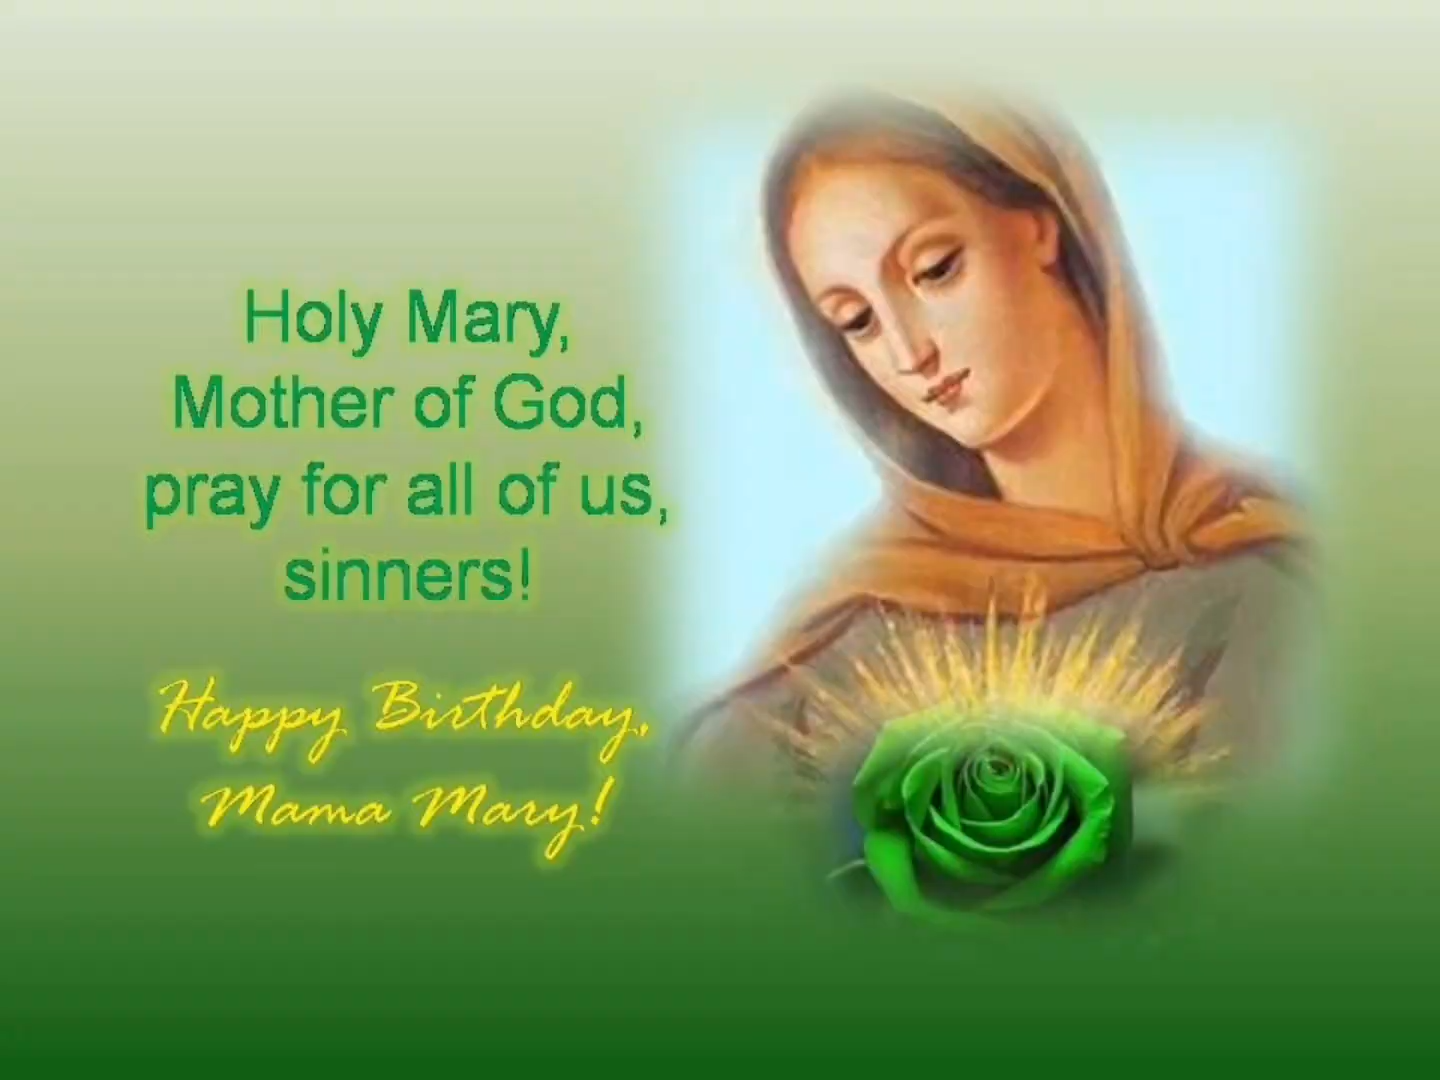 Holy Mary,
Mother of God,
pray for all of us,
sinners!
Happy Birthday,
Mama Mary!